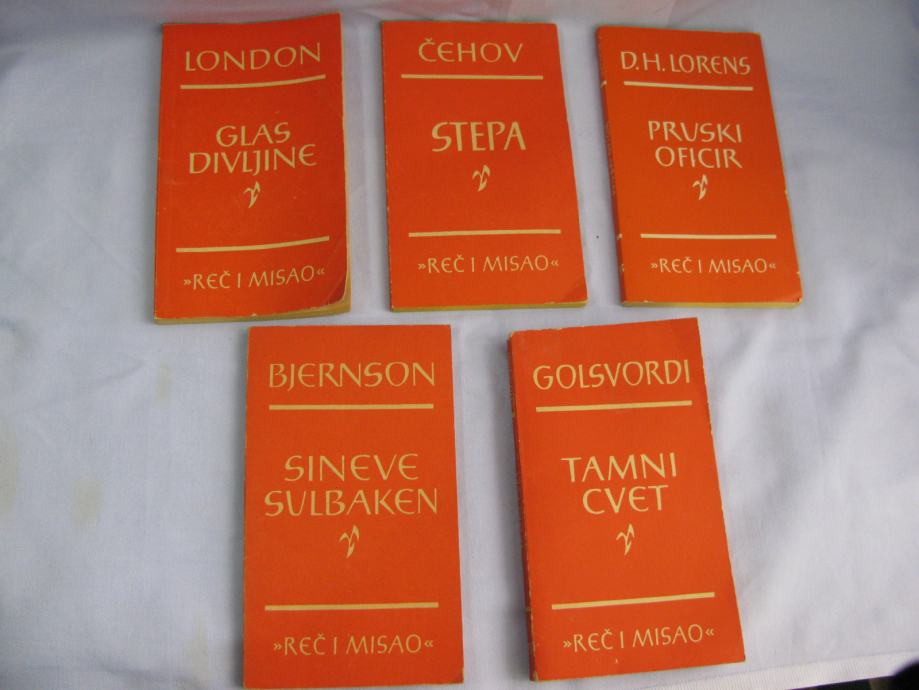 LONDON
GLAS
DIVLJINE
»REČ I MISAO«
ČEHOV
STEPA
»REČ I MISAO«
D.H. LORENS
PRUSKI
OFICIR
»REČ I MISAO«
BJERNSON
SINEVE
SULBAKEN
»REČ I MISAO«
GOLSVORDI
TAMNI
CVET
»REČ I MISAO«